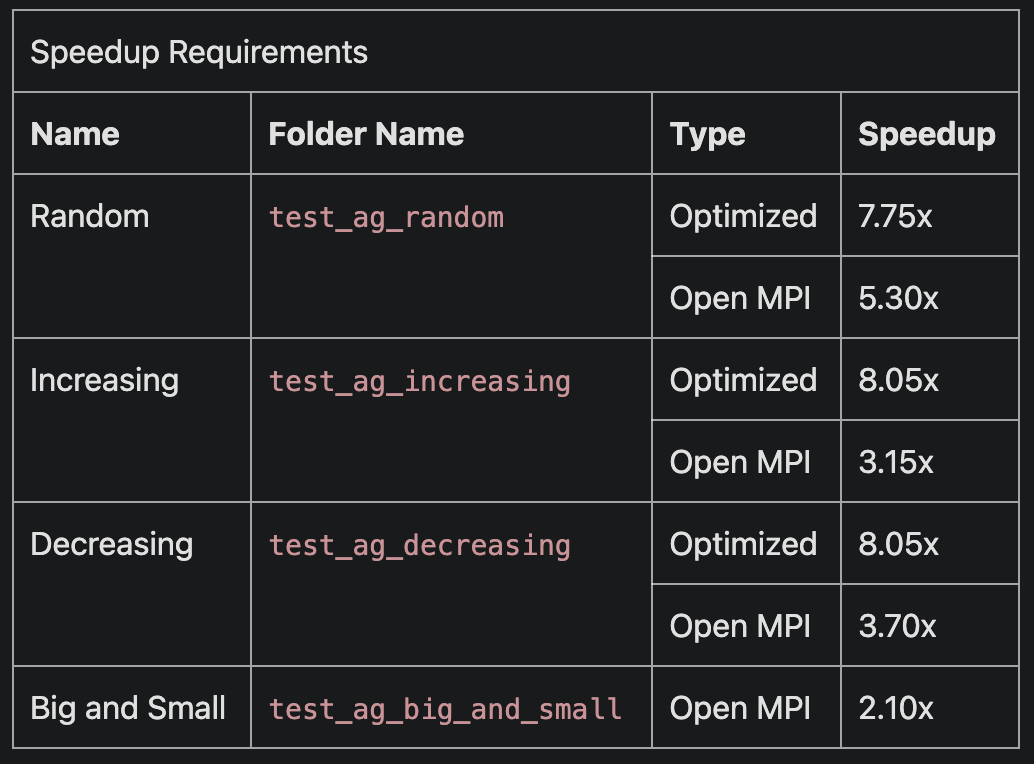 Speedup Requirements
Name Folder Name Type Speedup
Random test_ag_random Optimized 7.75x
Open MPI 5.30x
Increasing test_ag_increasing Optimized 8.05x
Open MPI 3.15x
Decreasing test_ag_decreasing Optimized 8.05x
Open MPI 3.70x
Big and Small test_ag_big_and_small Open MPI 2.10x